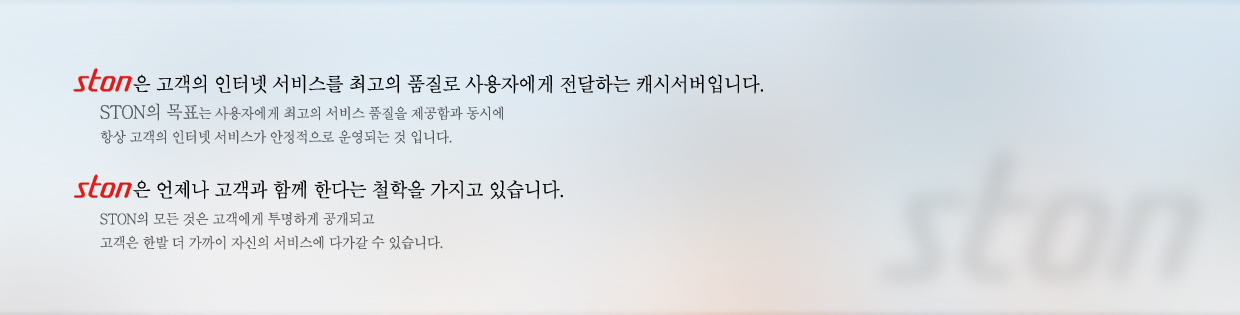 ston은 고객의 인터넷 서비스를 최고의 품질로 사용자에게 전달하는 캐시서버입니다.
STON의 목표는 사용자에게 최고의 서비스 품질을 제공함과 동시에
항상 고객의 인터넷 서비스가 안정적으로 운영되는 것 입니다.
ston은 언제나 고객과 함께 한다는 철학을 가지고 있습니다.
STON의 모든 것은 고객에게 투명하게 공개되고
고객은 한발 더 가까이 자신의 서비스에 다가갈 수 있습니다.
ston